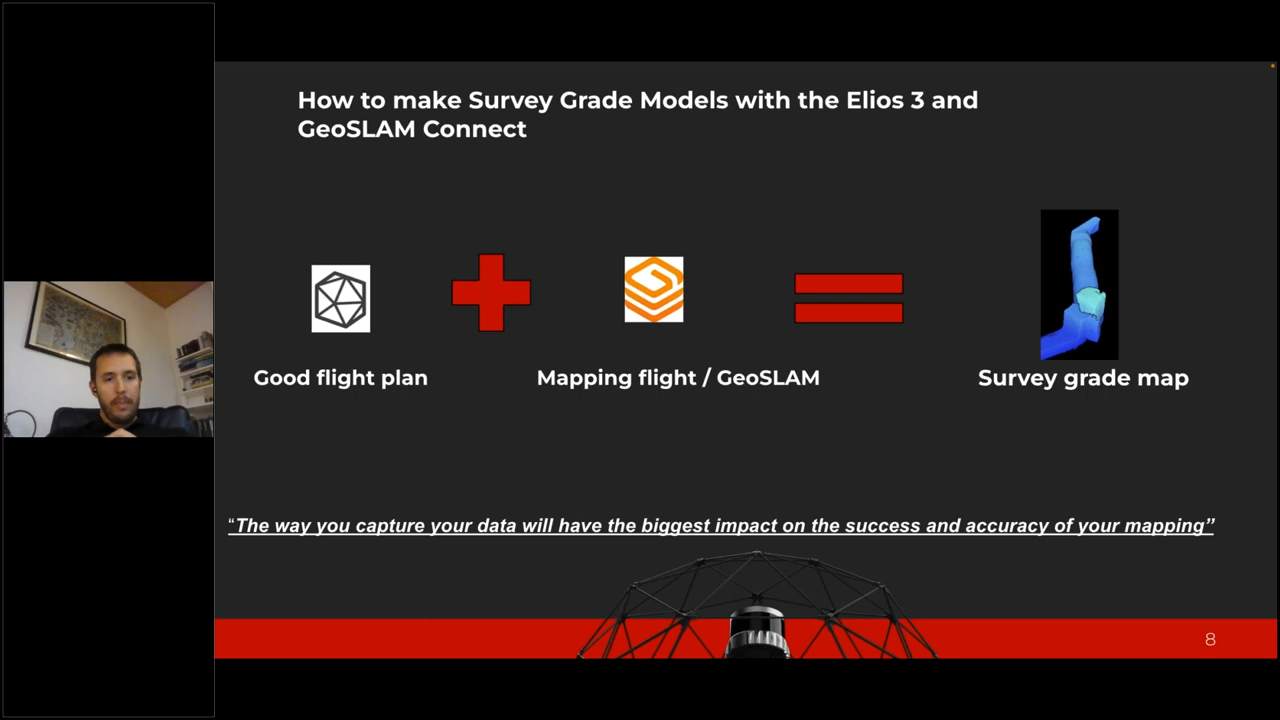 How to make Survey Grade Models with the Elios 3 and
GeoSLAM Connect
Good flight plan
Mapping flight / GeoSLAM
Survey grade map
“The way you capture your data will have the biggest impact on the success and accuracy of your mapping”
8